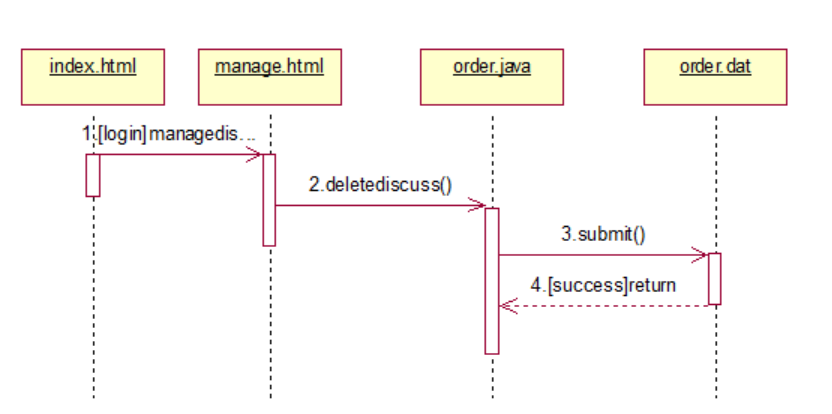 index.html
manage.html
order.java
order.dat
1.[login]managedis...
2.deletediscuss()
3.submit()
4.[success]return